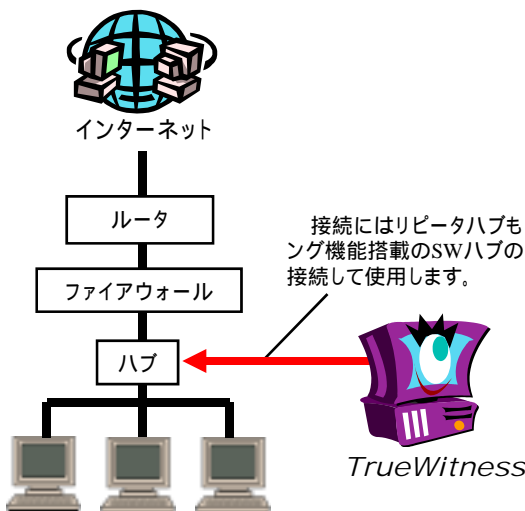 インターネット
ルータ
接続にはリピータハブも
ング機能搭載のSWハブの
接続して使用します。
ファイアウォール
ハブ
TrueWitness